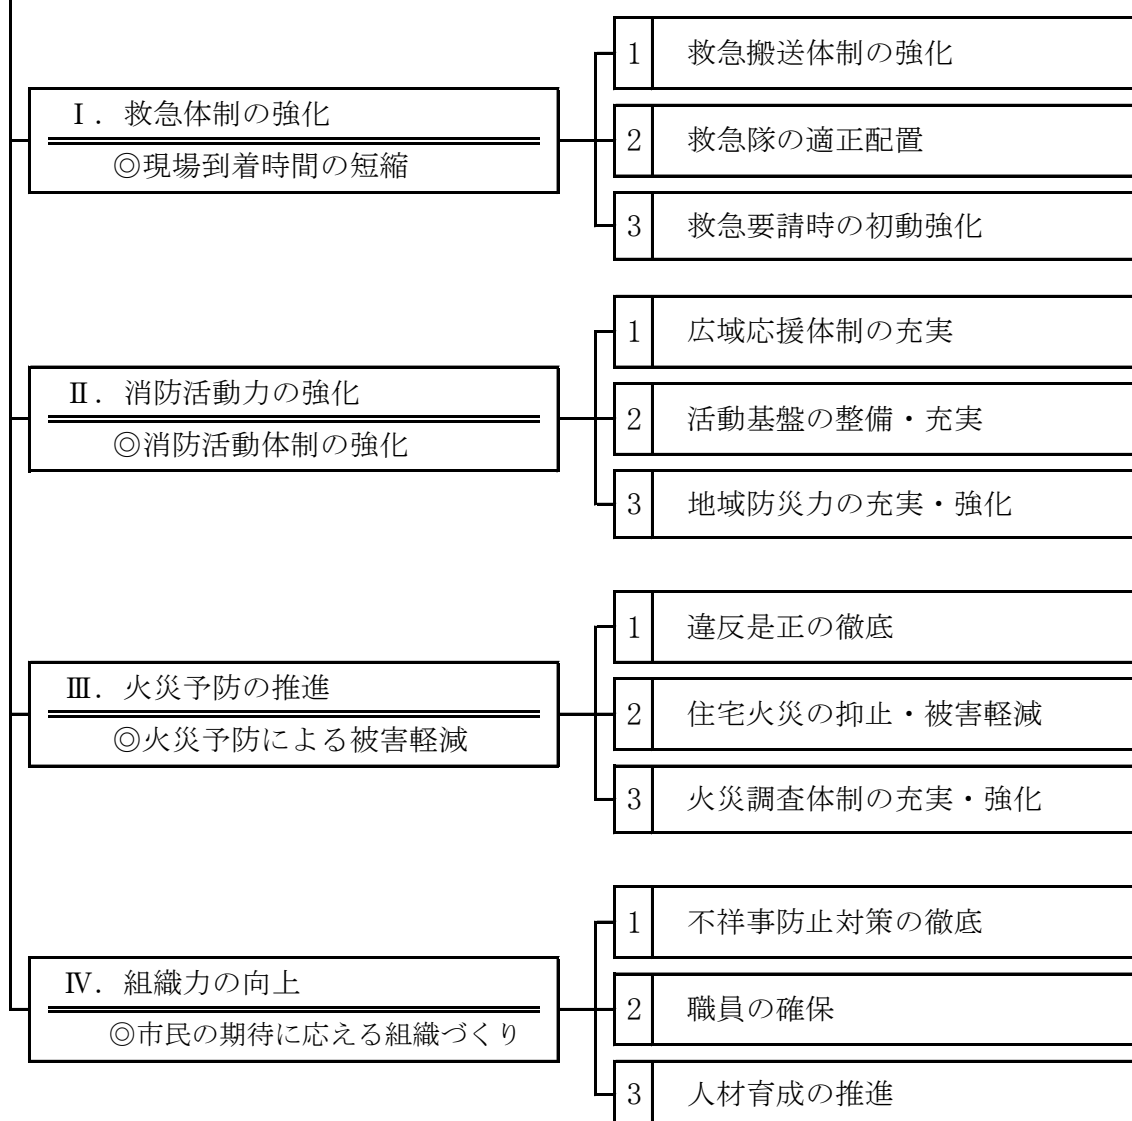 Ⅰ．救急体制の強化
◎現場到着時間の短縮
1 救急搬送体制の強化
2 救急隊の適正配置
3 救急要請時の初動強化
Ⅱ．消防活動力の強化
◎消防活動体制の強化
1 広域応援体制の充実
2 活動基盤の整備・充実
3 地域防災力の充実・強化
Ⅲ．火災予防の推進
◎火災予防による被害軽減
1 違反是正の徹底
2 住宅火災の抑止・被害軽減
3 火災調査体制の充実・強化
Ⅳ．組織力の向上
◎市民の期待に応える組織づくり
1 不祥事防止対策の徹底
2 職員の確保
3 人材育成の推進